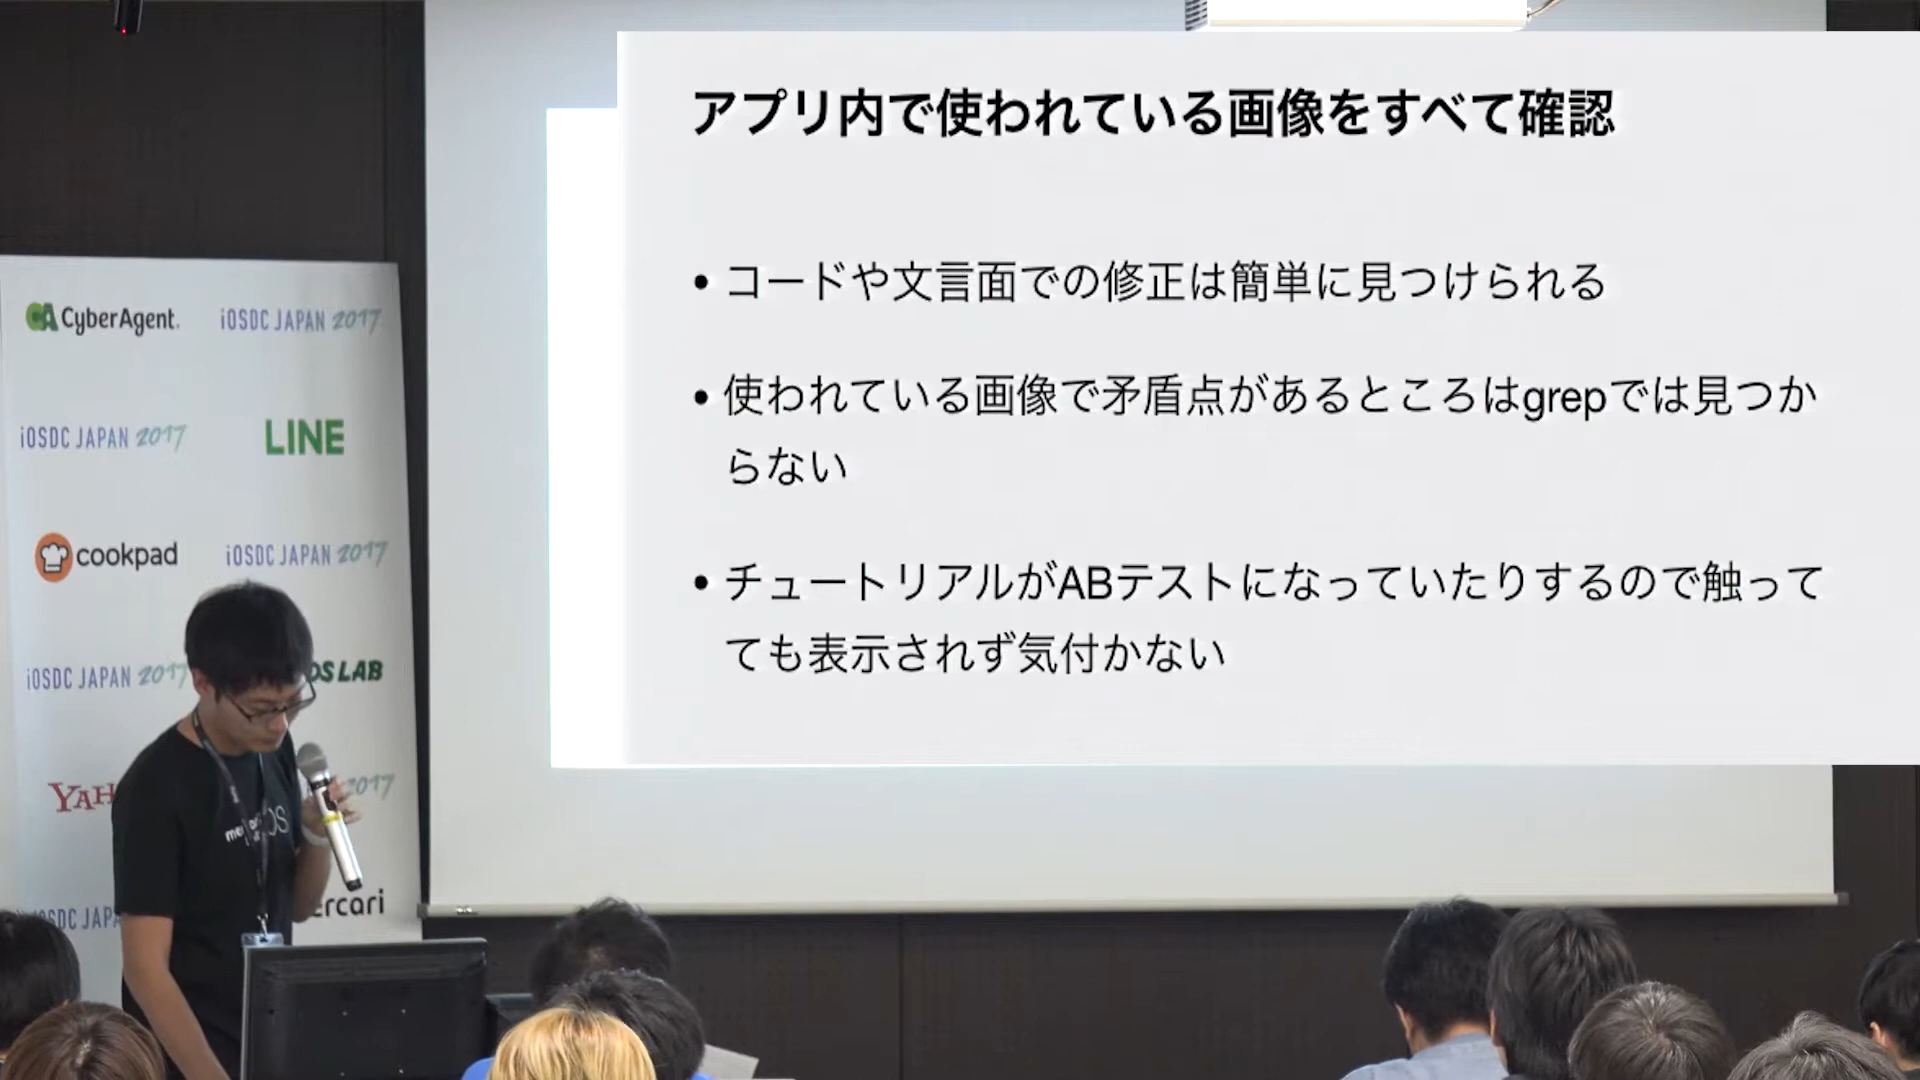 アプリ内で使われている画像をすべて確認
• コードや文言面での修正は簡単に見つけられる
• 使われている画像で矛盾点があるところはgrepでは見つか
らない
• チュートリアルがABテストになっていたりするので触って
ても表示されず気付かない
CyberAgent.
iOSDC JAPAN 2017
iOSDC JAPAN 2017
LINE
cookpad
iOSDC JAPAN 2017
iOSDC JAPAN 2017
OS LAB
YAH
2017
OS
ercari